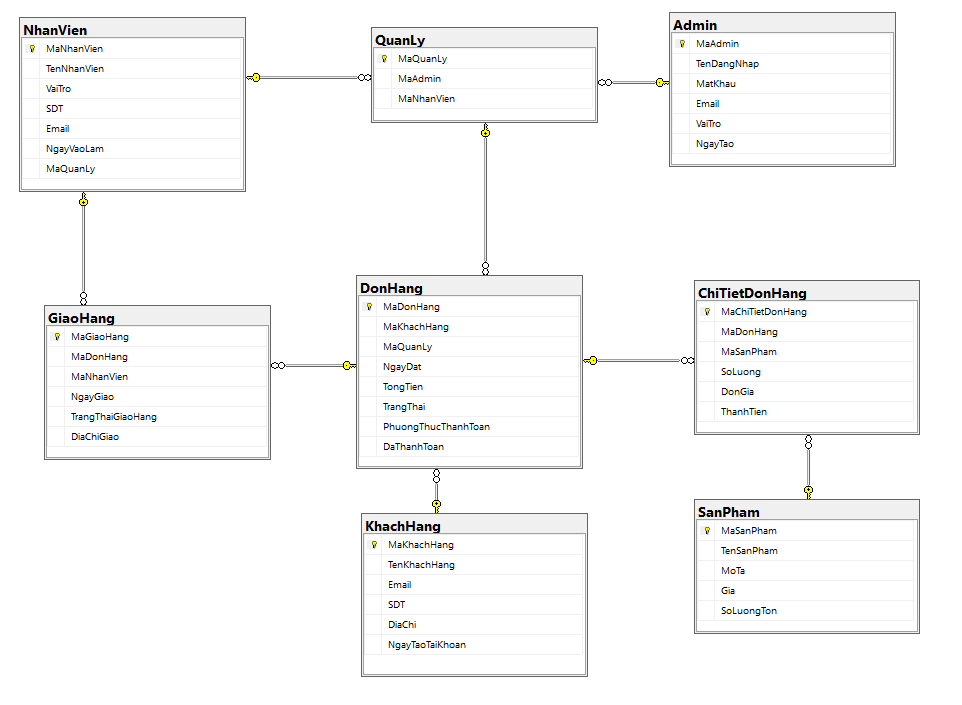 NhanVien
MaNhanVien
TenNhanVien
VaiTro
SDT
Email
NgayVaoLam
MaQuanLy
QuanLy
MaQuanLy
MaAdmin
MaNhanVien
Admin
MaAdmin
TenDangNhap
MatKhau
Email
VaiTro
NgayTao
GiaoHang
MaGiaoHang
MaDonHang
MaNhanVien
NgayGiao
TrangThaiGiaoHang
DiaChiGiao
DonHang
MaDonHang
MaKhachHang
MaQuanLy
NgayDat
TongTien
TrangThai
PhuongThucThanhToan
DaThanhToan
ChiTietDonHang
MaChiTietDonHang
MaDonHang
MaSanPham
SoLuong
DonGia
ThanhTien
KhachHang
MaKhachHang
TenKhachHang
Email
SDT
DiaChi
NgayTaoTaiKhoan
SanPham
MaSanPham
TenSanPham
MoTa
Gia
SoLuongTon